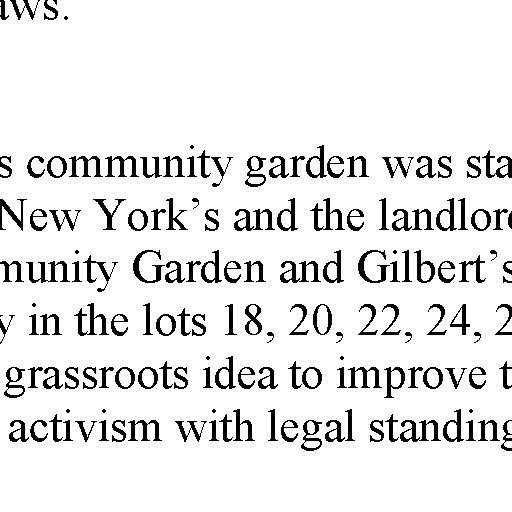 aws.
s community garden was sta
New York’s and the landlor
munity Garden and Gilbert’s
y in the lots 18, 20, 22, 24, 2
grassroots idea to improve t
activism with legal standing